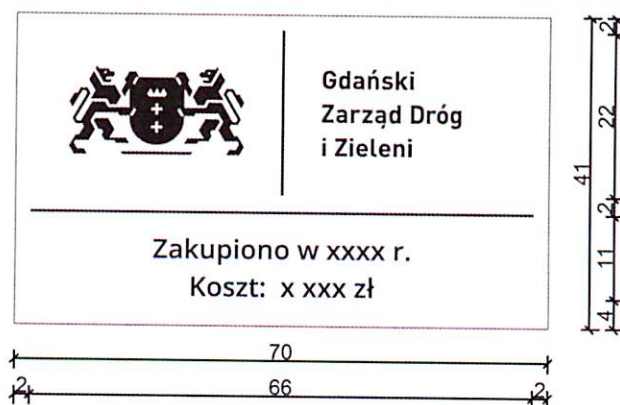 Gdański
Zarząd Dróg
i Zieleni
Zakupiono w xxxx r.
Koszt: x xxx zł
2
22
41
2
11
4
70
2
66
2